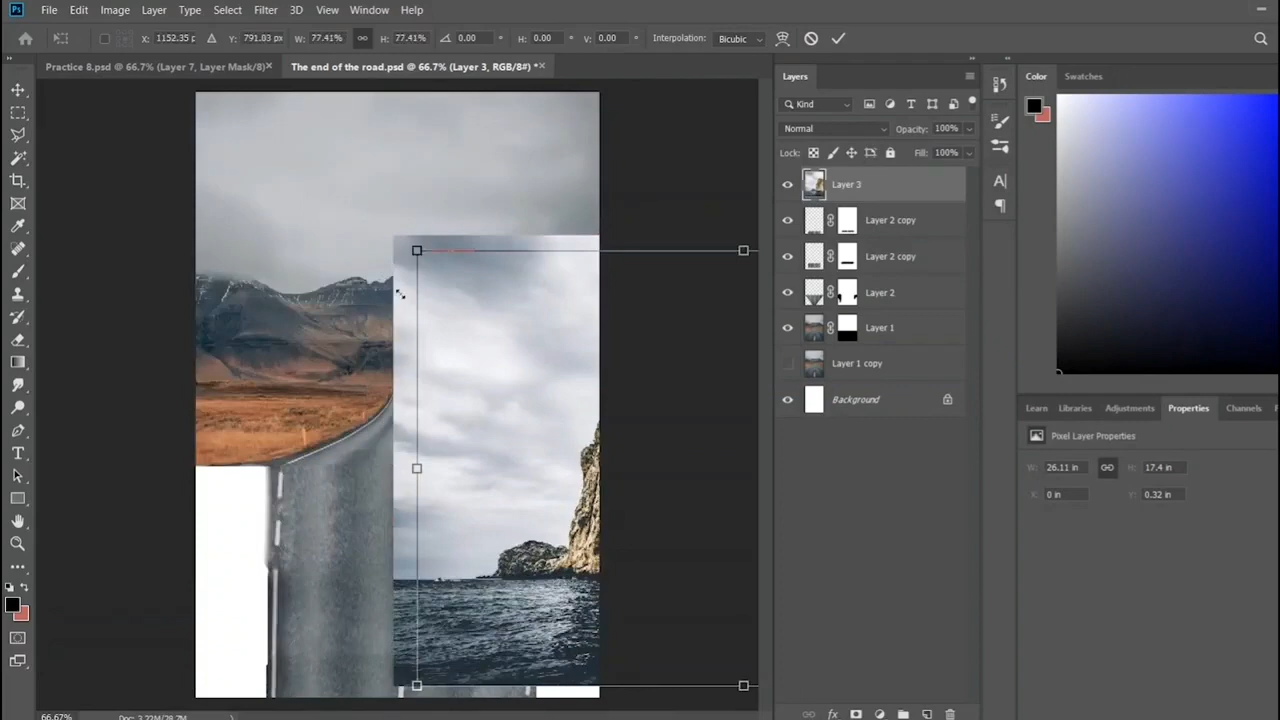 Ps File Edit Image Layer Type Select Filter 3D View Window Help
X: 1152.35 p Y: 791.83 px W: 77.41% H: 77.41% 0.00 ° H: 0.00 ° V: 0.00 ° Interpolation: Bicubic
Practice 8.psd @ 66.7% (Layer 7, Layer Mask/8) × The end of the road.psd @ 66.7% (Layer 3, RGB/8#) * ×
Layers
Kind
Normal Opacity: 100%
Lock: Fill: 100%
Layer 3
Layer 2 copy
Layer 2 copy
Layer 2
Layer 1
Layer 1 copy
Background
Color Swatches
Learn Libraries Adjustments Properties Channels
Pixel Layer Properties
W: 26.11 in H: 17.4 in
X: 0 in Y: 0.32 in
66.67% Doc: 3.22M/28.7M
fx